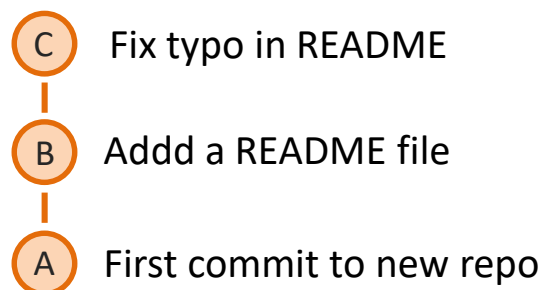 C Fix typo in README
B Addd a README file
A First commit to new repo